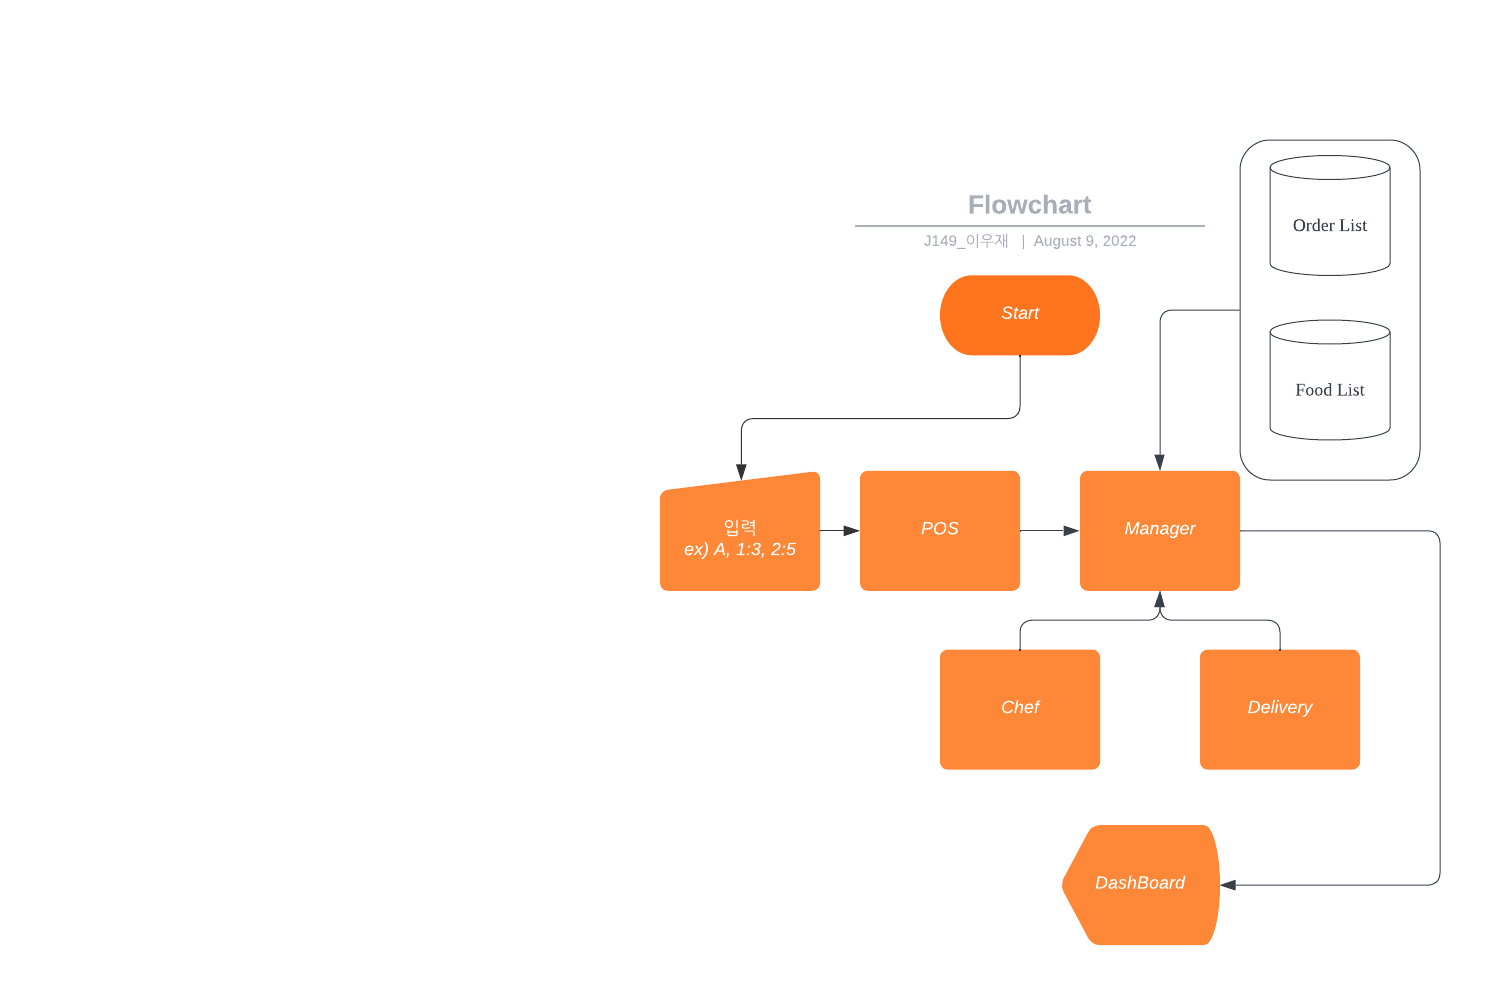 Flowchart
J149_이우재 | August 9, 2022
Order List
Start
Food List
입력
ex) A, 1:3, 2:5
POS
Manager
Chef
Delivery
DashBoard